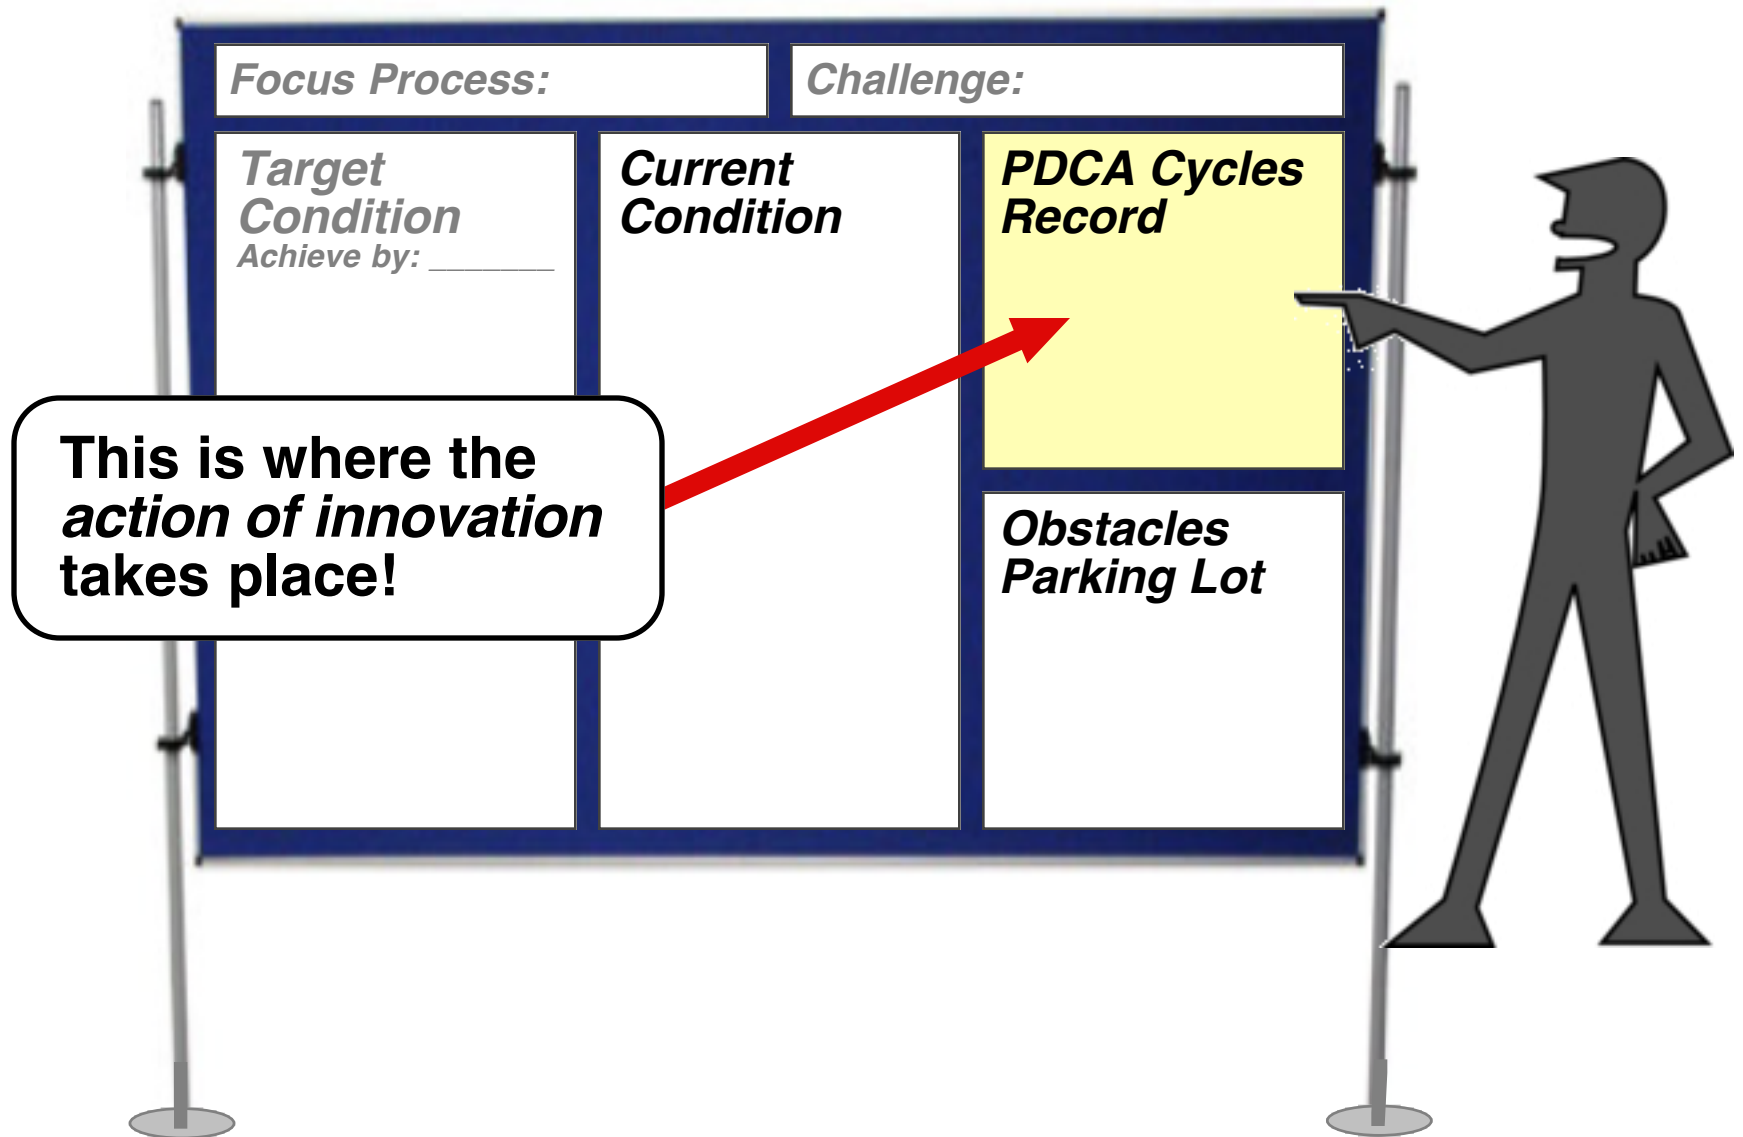 Focus Process:
Challenge:
Target
Condition
Achieve by: _______
Current
Condition
PDCA Cycles
Record
This is where the
action of innovation
takes place!
Obstacles
Parking Lot